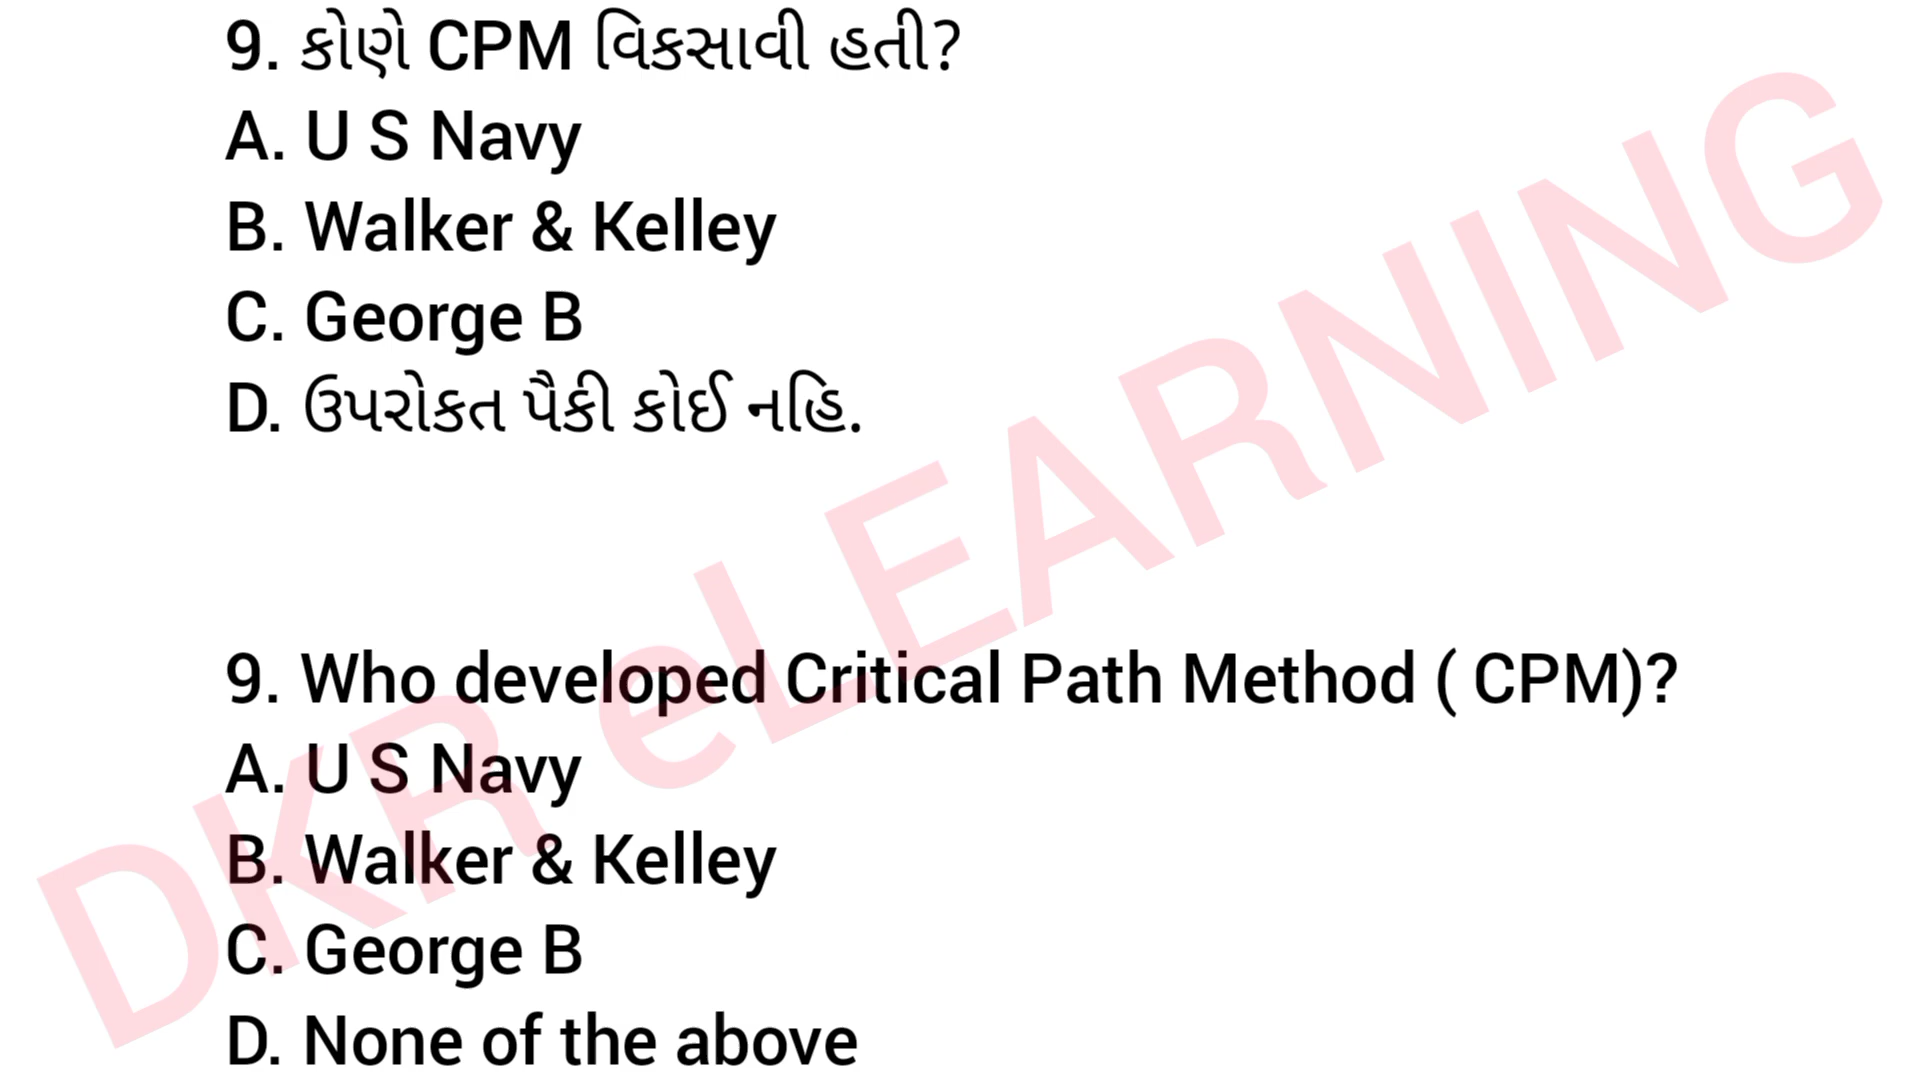 9. કોણે CPM વિકસાવી હતી?
A. U S Navy
B. Walker & Kelley
C. George B
D. ઉપરોકત પૈકી કોઈ નહિ.
9. Who developed Critical Path Method ( CPM)?
A. U S Navy
B. Walker & Kelley
C. George B
D. None of the above
DKR eLEARNING